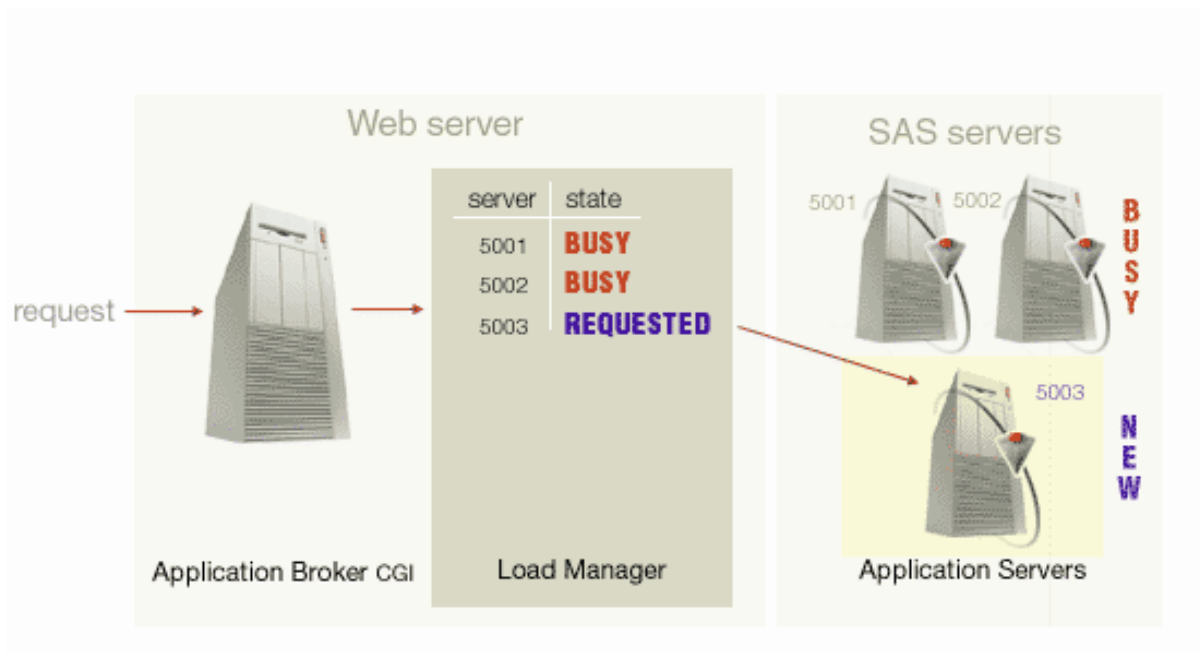 Web server
SAS servers
server state
5001 BUSY
5002 BUSY
5003 REQUESTED
request
5001
5002
BUSY
5003
NEW
Application Broker CGI
Load Manager
Application Servers